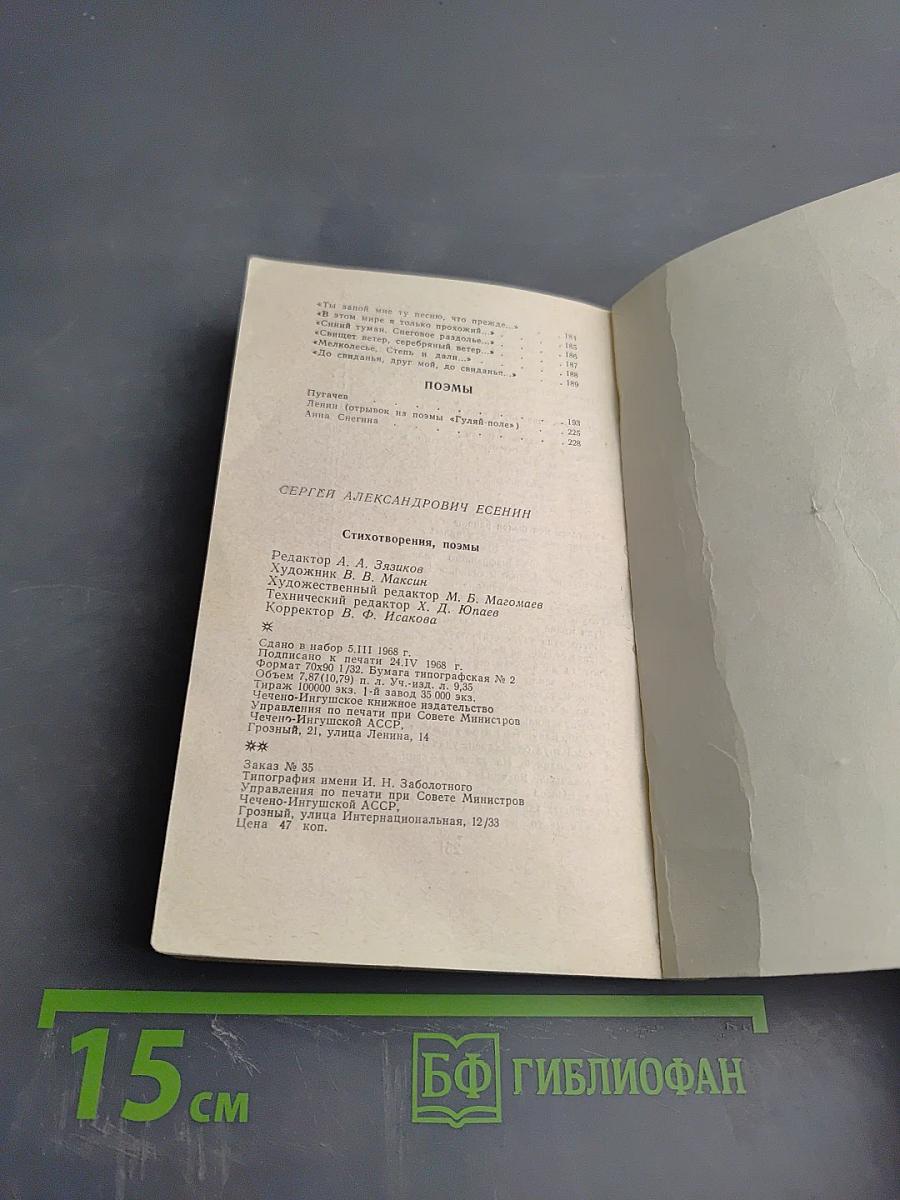 «Ты запой мне ту песню, что прежде...» . . 184
«В этом мире я только прохожий...» . . . 185
«Синий туман. Снеговое раздолье...» . . . 186
«Свищет ветер, серебряный ветер...» . . . 187
«Мелколесье. Степь и дали...» . . . . 188
«До свиданья, друг мой, до свиданья...» . . 189
ПОЭМЫ
Пугачев . . . . . . . . . 193
Ленин (отрывок из поэмы «Гуляй-поле») . . 225
Анна Снегина . . . . . . . . 228
СЕРГЕЙ АЛЕКСАНДРОВИЧ ЕСЕНИН
Стихотворения, поэмы
Редактор А. А. Зязиков
Художник В. В. Максин
Художественный редактор М. Б. Магомаев
Технический редактор Х. Д. Юпаев
Корректор В. Ф. Исакова
Сдано в набор 5.III 1968 г.
Подписано к печати 24.IV 1968 г.
Формат 70х90 1/32. Бумага типографская № 2
Объем 7,87(10,79) п. л. Уч.-изд. л. 9,35
Тираж 100000 экз. 1-й завод 35 000 экз.
Чечено-Ингушское книжное издательство
Управления по печати при Совете Министров
Чечено-Ингушской АССР,
Грозный, 21, улица Ленина, 14
Заказ № 35
Типография имени И. Н. Заболотного
Управления по печати при Совете Министров
Чечено-Ингушской АССР,
Грозный, улица Интернациональная, 12/33
Цена 47 коп.
15 см
БФ ГИБЛИОФАН